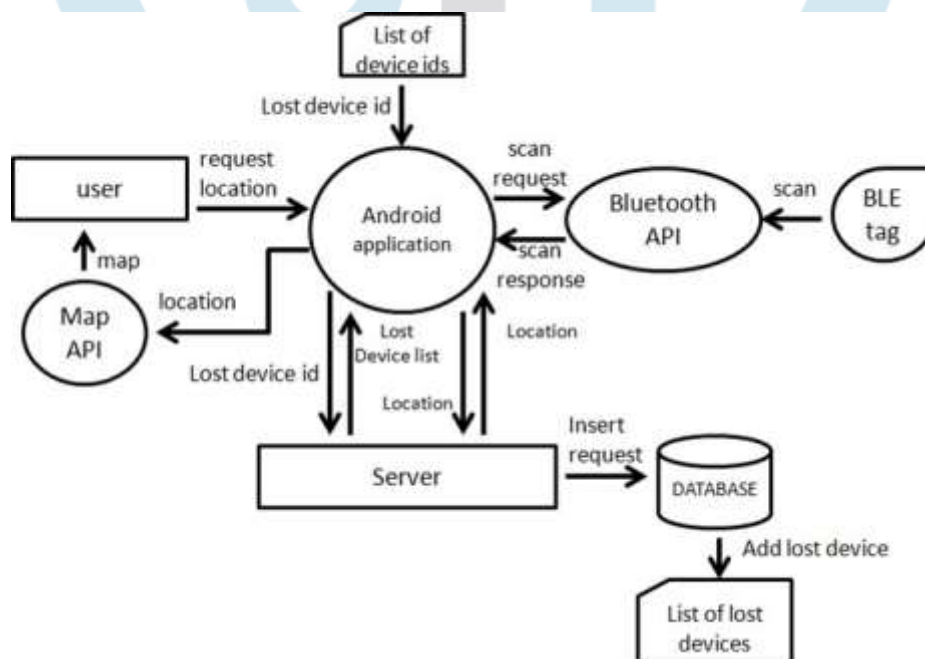 List of
device ids
Lost device id
request
location
scan
request
user
Android
application
Bluetooth
API
scan
BLE
tag
scan
response
map
location
Map
API
Lost
Device list
Location
Lost device id
Location
Insert
request
Server
DATABASE
Add lost device
List of lost
devices